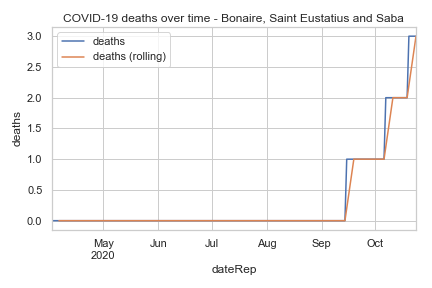 COVID-19 deaths over time - Bonaire, Saint Eustatius and Saba
deaths
deaths (rolling)
3.0
2.5
2.0
1.5
1.0
0.5
0.0
deaths
May Jun Jul Aug Sep Oct
2020
dateRep